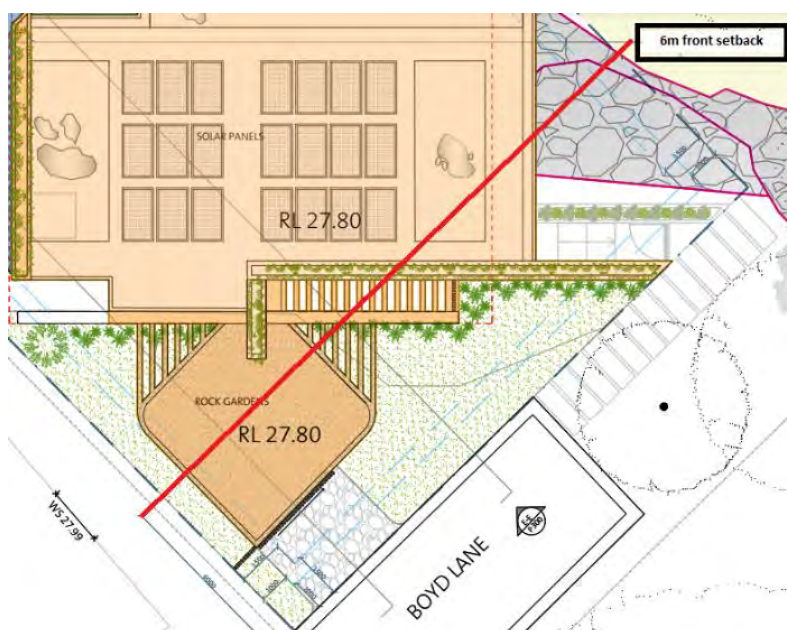 6m front setback
SOLAR PANELS
RL 27.80
ROCK GARDENS
RL 27.80
WS 27.99
BOYD LANE